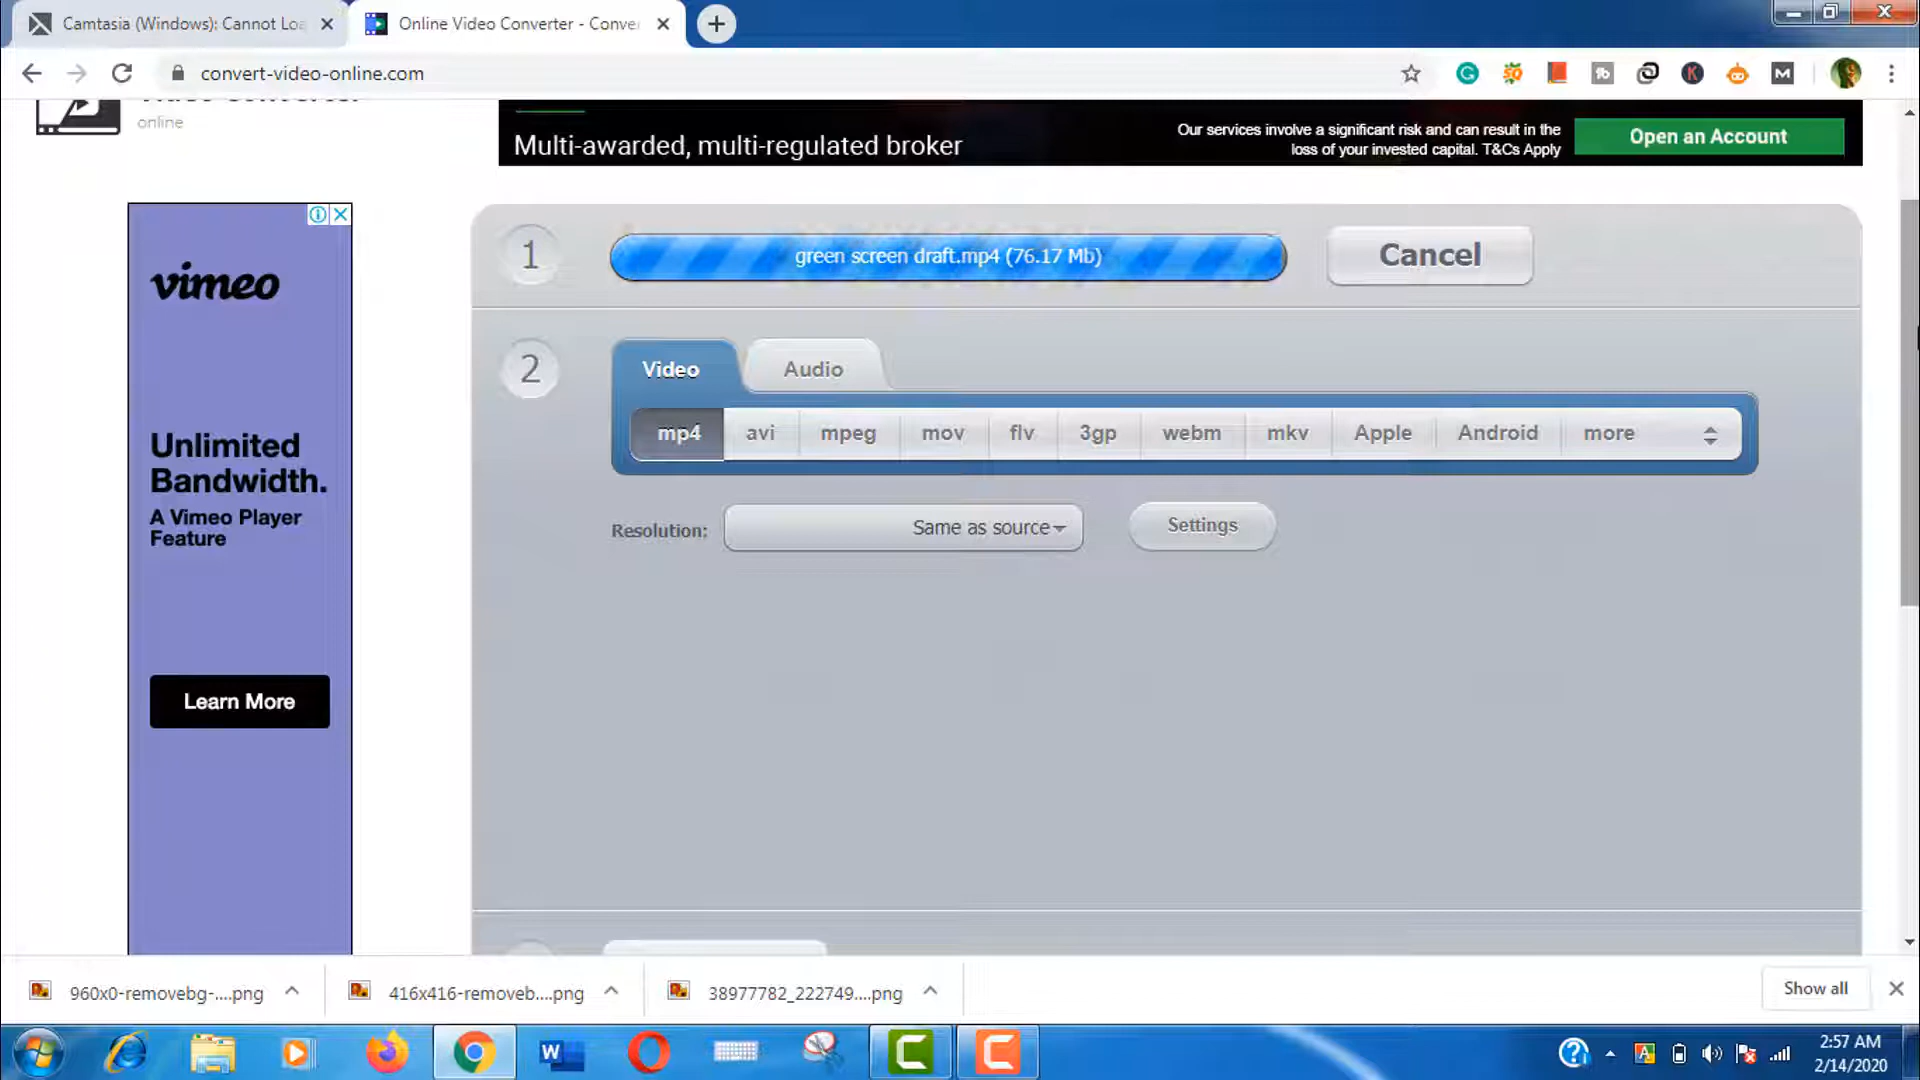 Camtasia (Windows): Cannot Loa
Online Video Converter - Conver
convert-video-online.com
online
Multi-awarded, multi-regulated broker
Our services involve a significant risk and can result in the
loss of your invested capital. T&Cs Apply
Open an Account
vimeo
Unlimited
Bandwidth.
A Vimeo Player
Feature
Learn More
1
green screen draft.mp4 (76.17 Mb)
Cancel
2
Video
Audio
mp4
avi
mpeg
mov
flv
3gp
webm
mkv
Apple
Android
more
Resolution:
Same as source
Settings
960x0-removebg-....png
416x416-removeb....png
38977782_222749....png
Show all
2:57 AM
2/14/2020